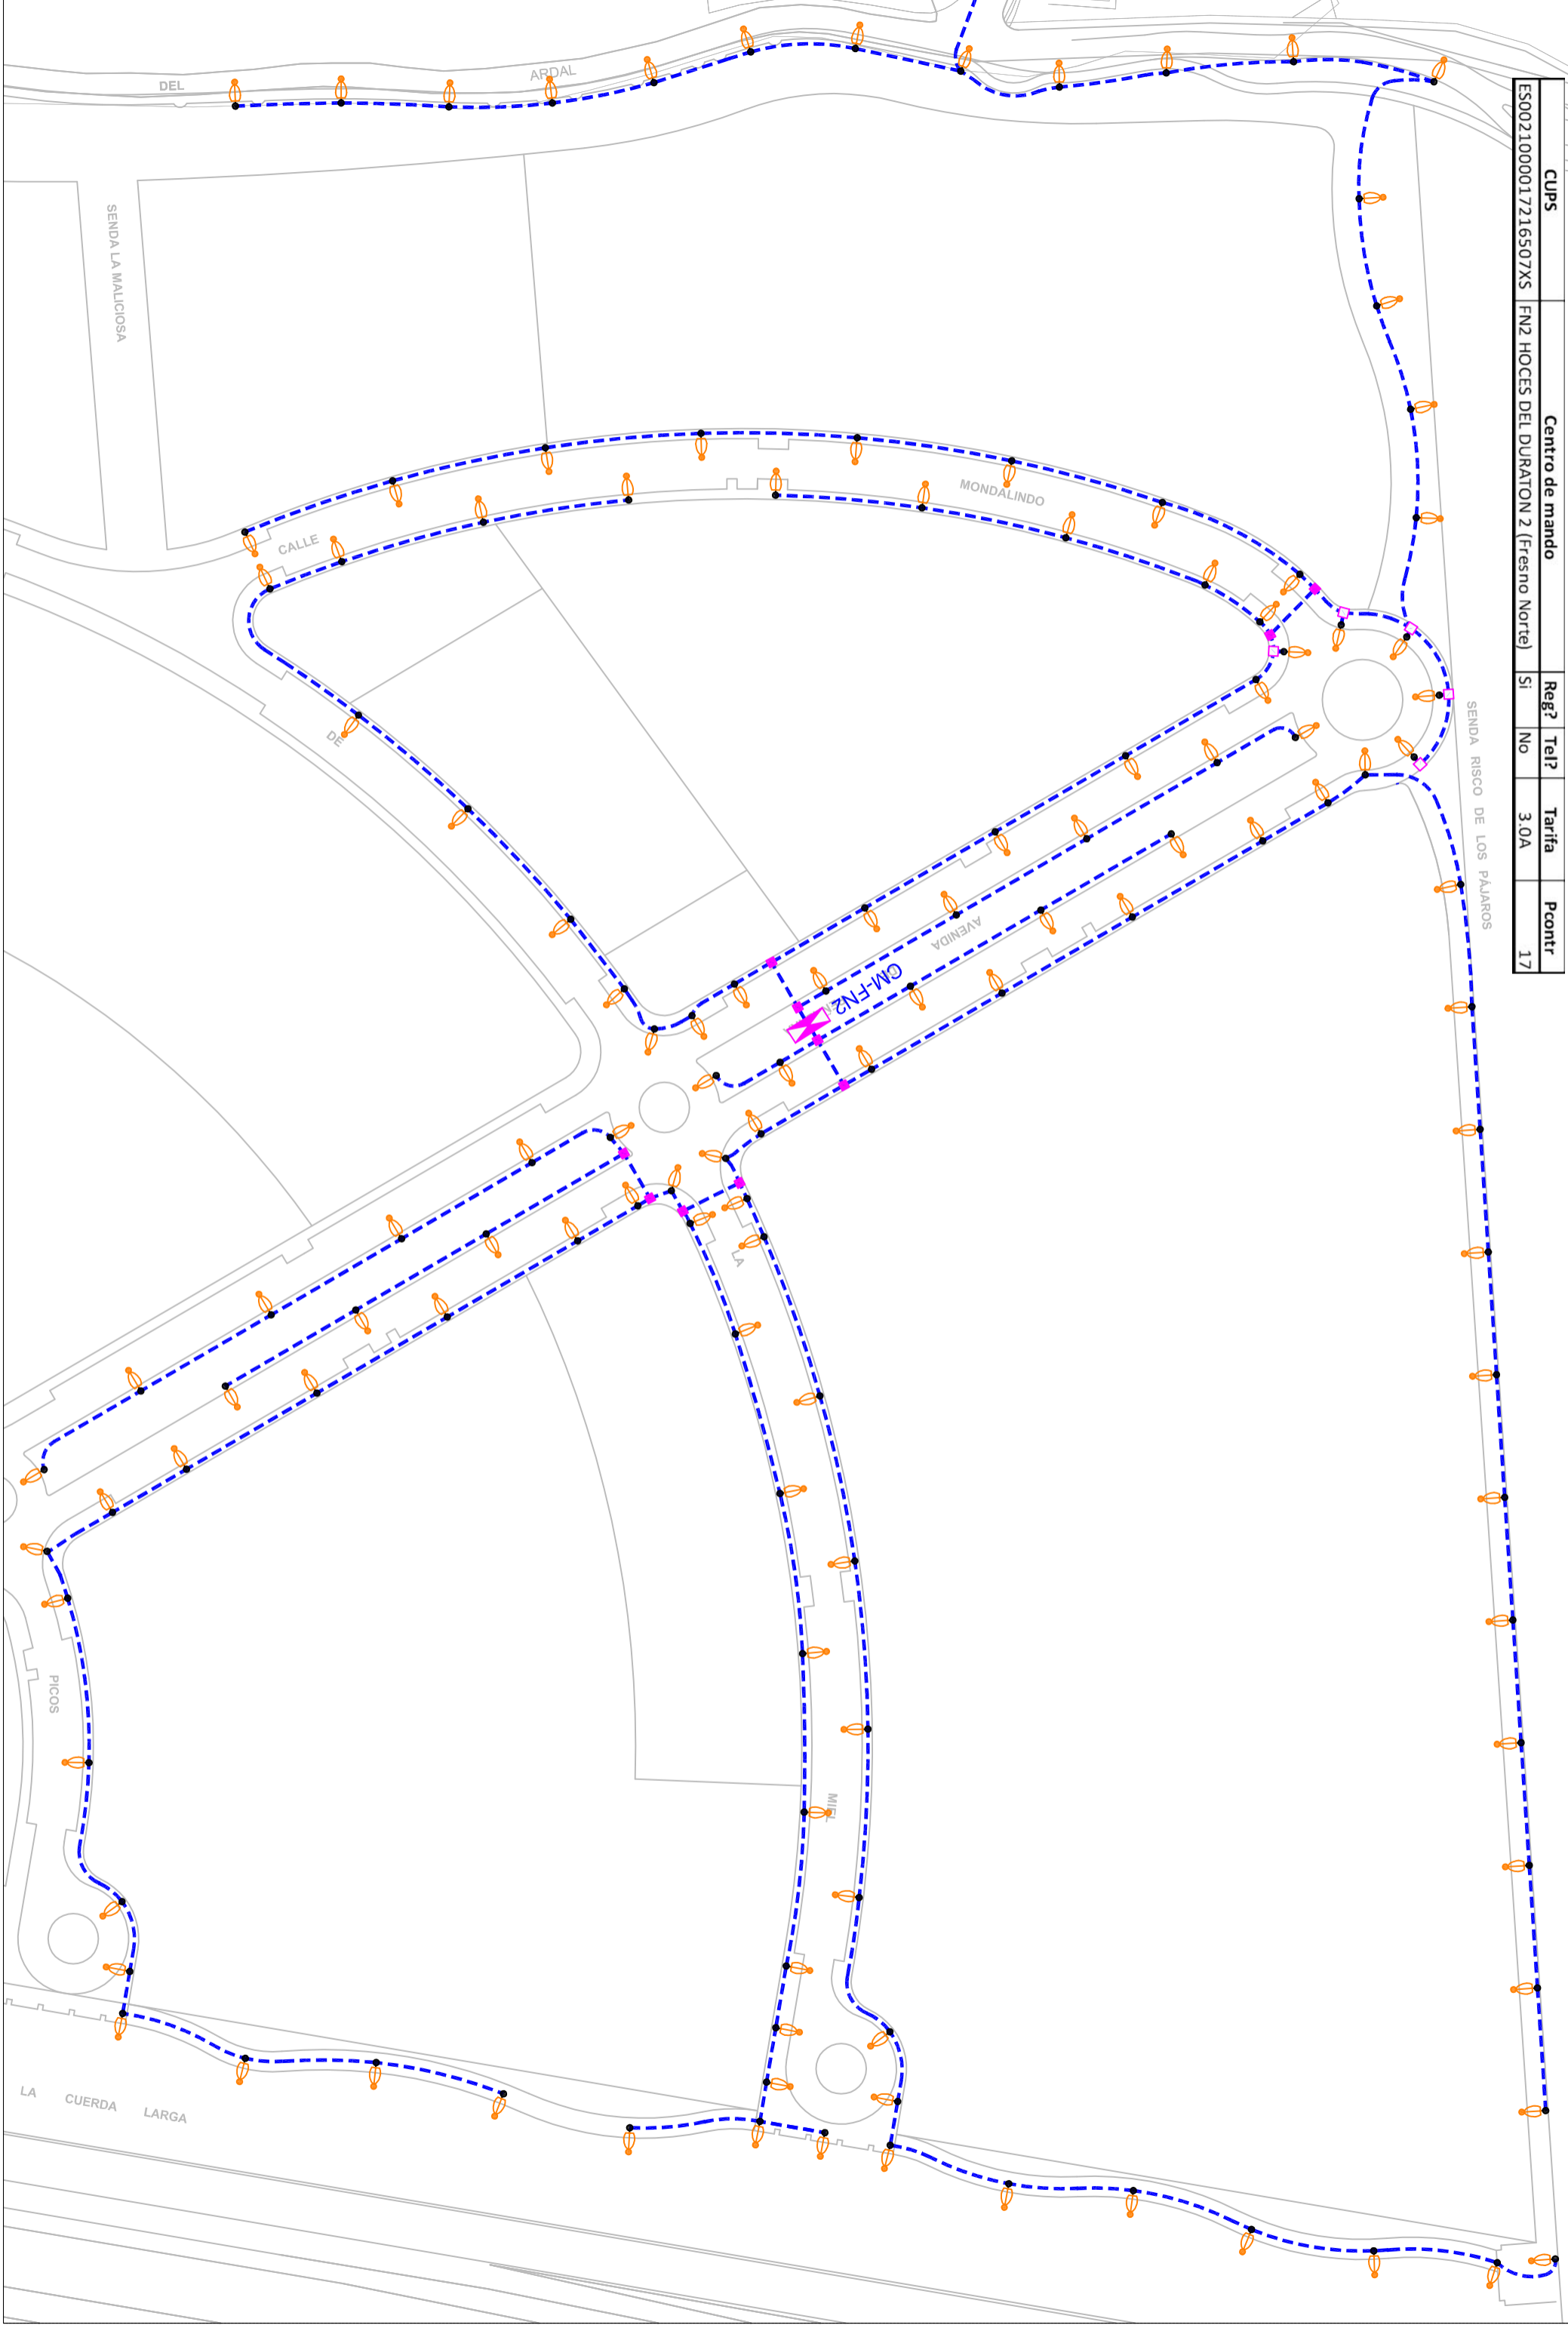 CUPS Centro de mando Reg? Tel? Tarifa Pcontr
ES0021000017216507XS FN2 HOCES DEL DURATON 2 (Fresno Norte) Si No 3.0A 17
DEL
ARDAL
SENDA LA MALICIOSA
SENDA RISCO DE LOS PÁJAROS
MONDALINDO
CALLE
DE
AVENIDA
CM-FN2
LA
MIEL
PICOS
LA CUERDA LARGA